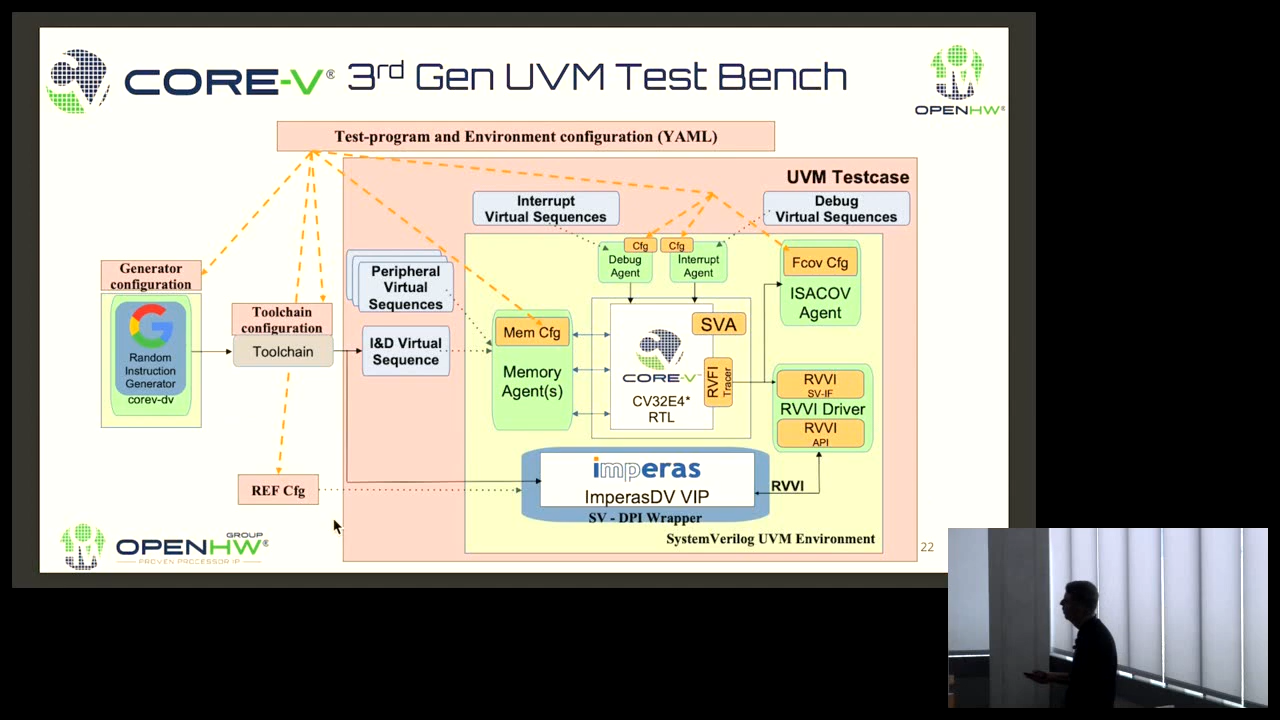 CORE-V® 3rd Gen UVM Test Bench
OPENHW®
Test-program and Environment configuration (YAML)
UVM Testcase
Interrupt
Virtual Sequences
Debug
Virtual Sequences
Cfg
Cfg
Debug
Agent
Interrupt
Agent
Fcov Cfg
ISACOV
Agent
Generator
configuration
Peripheral
Virtual
Sequences
Toolchain
configuration
Toolchain
I&D Virtual
Sequence
Random
Instruction
Generator
corev-dv
Mem Cfg
Memory
Agent(s)
SVA
CORE-V
CV32E4*
RTL
RVFI
Tracer
RVVI
SV-IF
RVVI Driver
RVVI
API
imperas
ImperasDV VIP
SV - DPI Wrapper
RVVI
REF Cfg
SystemVerilog UVM Environment
OPENHW®
GROUP
PROVEN PROCESSOR IP
22